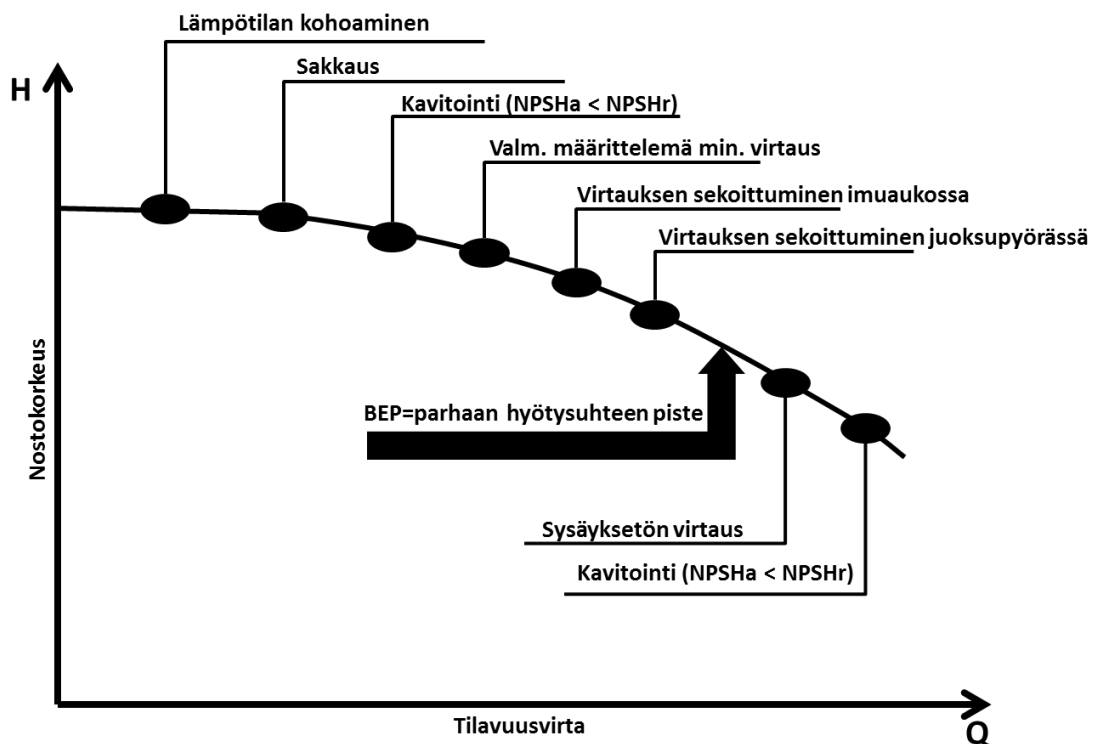 Lämpötilan kohoaminen
Sakkaus
H
Kavitointi (NPSHa < NPSHr)
Valm. määrittelemä min. virtaus
Virtauksen sekoittuminen imuaukossa
Virtauksen sekoittuminen juoksupyörässä
Nostokorkeus
BEP=parhaan hyötysuhteen piste
Sysäyksetön virtaus
Kavitointi (NPSHa < NPSHr)
Tilavuusvirta
Q